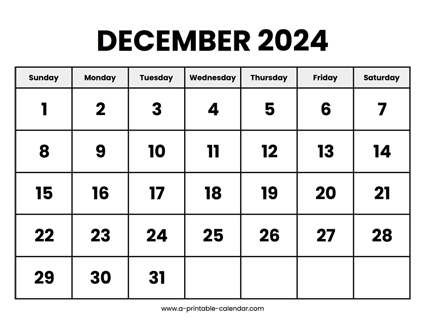 DECEMBER 2024
Sunday Monday Tuesday Wednesday Thursday Friday Saturday
1 2 3 4 5 6 7
8 9 10 11 12 13 14
15 16 17 18 19 20 21
22 23 24 25 26 27 28
29 30 31
www.a-printable-calendar.com